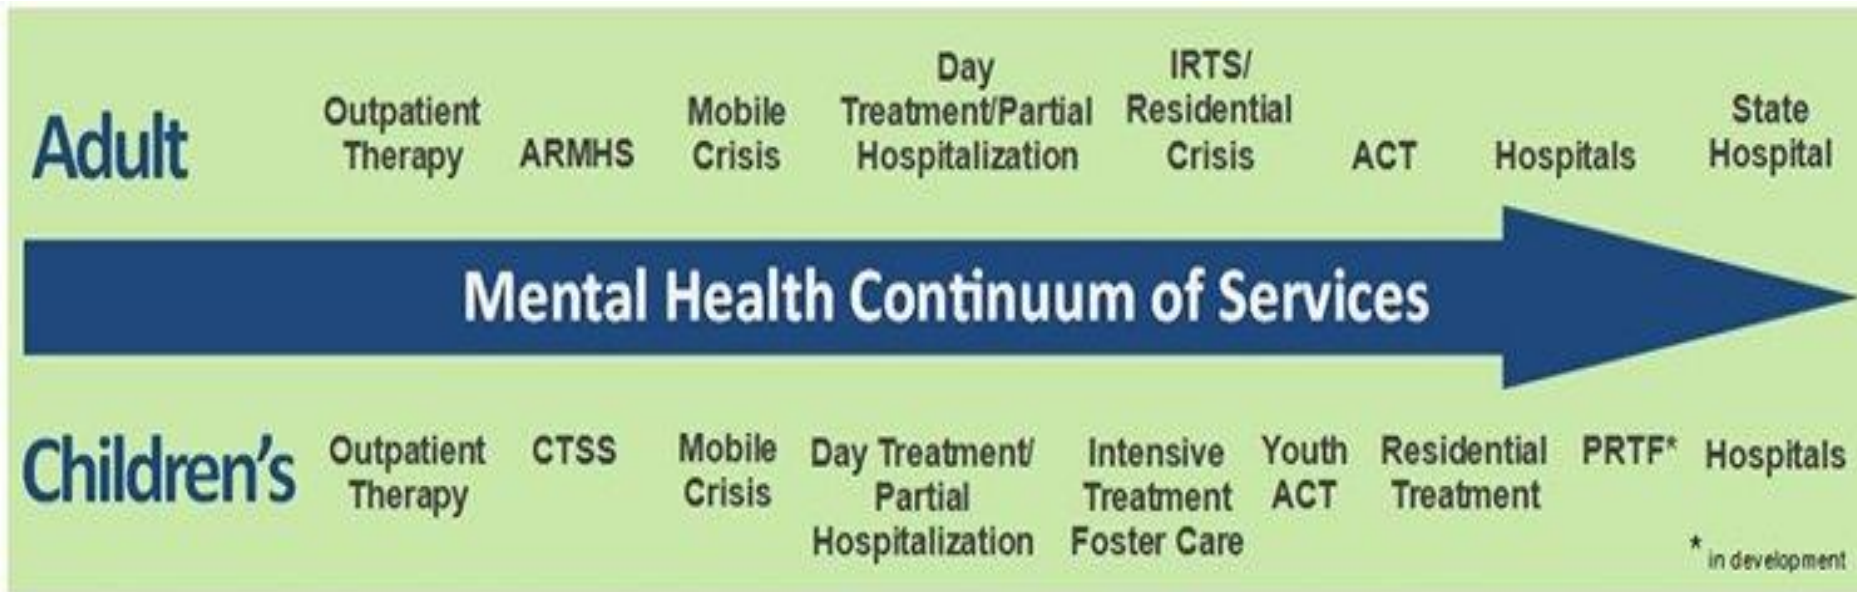 Adult
Outpatient
Therapy
ARMHS
Mobile
Crisis
Day
Treatment/Partial
Hospitalization
IRTS/
Residential
Crisis
ACT
Hospitals
State
Hospital
Mental Health Continuum of Services
Children's
Outpatient
Therapy
CTSS
Mobile
Crisis
Day Treatment/
Partial
Hospitalization
Intensive
Treatment
Foster Care
Youth
ACT
Residential
Treatment
PRTF*
Hospitals
* in development